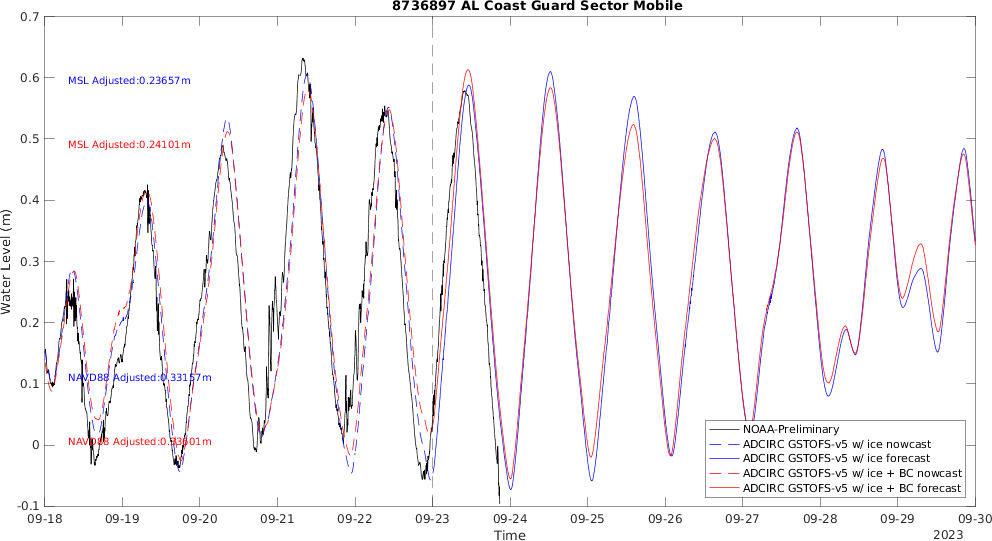 8736897 AL Coast Guard Sector Mobile
0.7
0.6
0.5
0.4
0.3
0.2
0.1
0
-0.1
Water Level (m)
MSL Adjusted:0.23657m
MSL Adjusted:0.24101m
NAVD88 Adjusted:0.33157m
NAVD88 Adjusted:0.33601m
NOAA-Preliminary
ADCIRC GSTOFS-v5 w/ ice nowcast
ADCIRC GSTOFS-v5 w/ ice forecast
ADCIRC GSTOFS-v5 w/ ice + BC nowcast
ADCIRC GSTOFS-v5 w/ ice + BC forecast
09-18 09-19 09-20 09-21 09-22 09-23 09-24 09-25 09-26 09-27 09-28 09-29 09-30
Time
2023